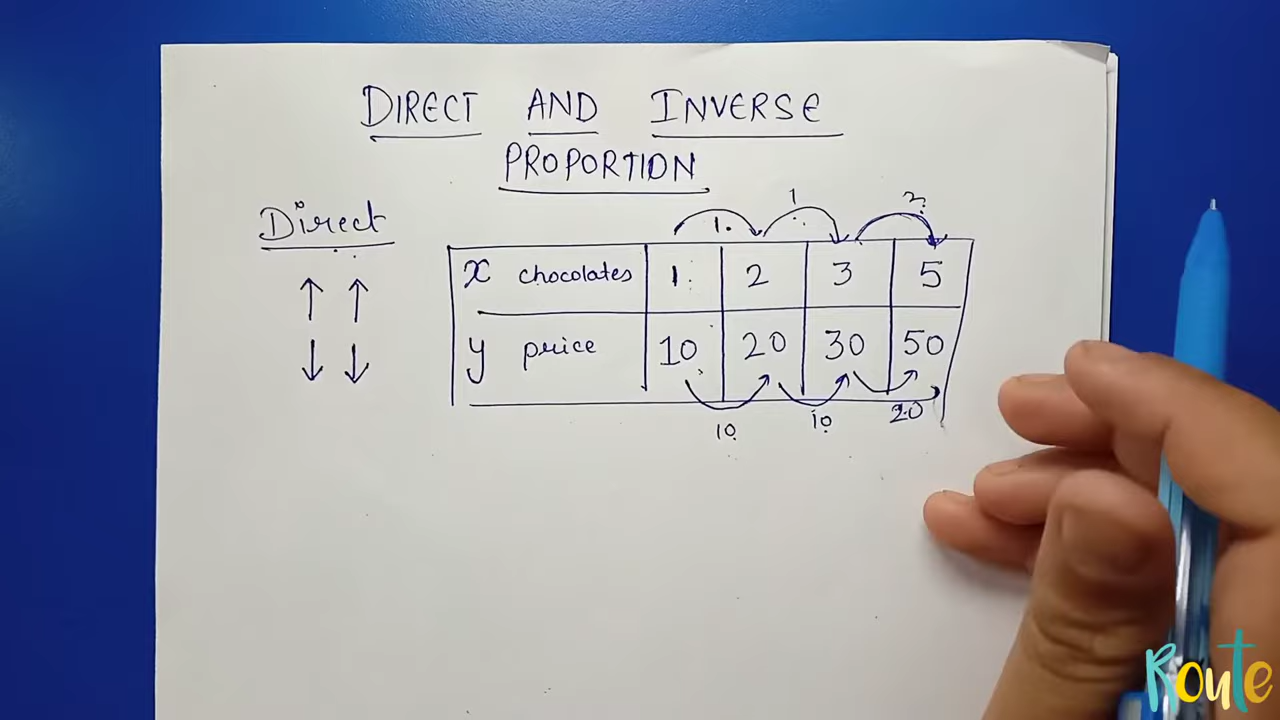 DIRECT AND INVERSE
PROPORTION
Direct
1 1 2
x chocolates 1 2 3 5
y price 10 20 30 50
10 10 20
Route